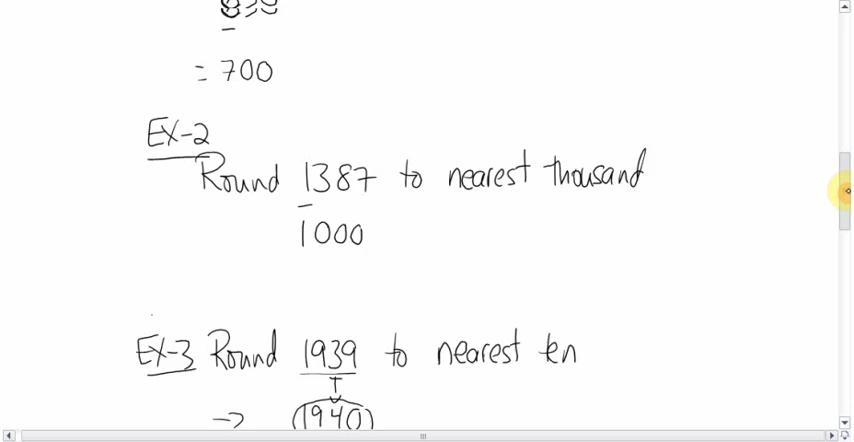 = 700
EX-2
Round 1387 to nearest thousand
1000
EX-3 Round 1939 to nearest ten
T
→ (1940)